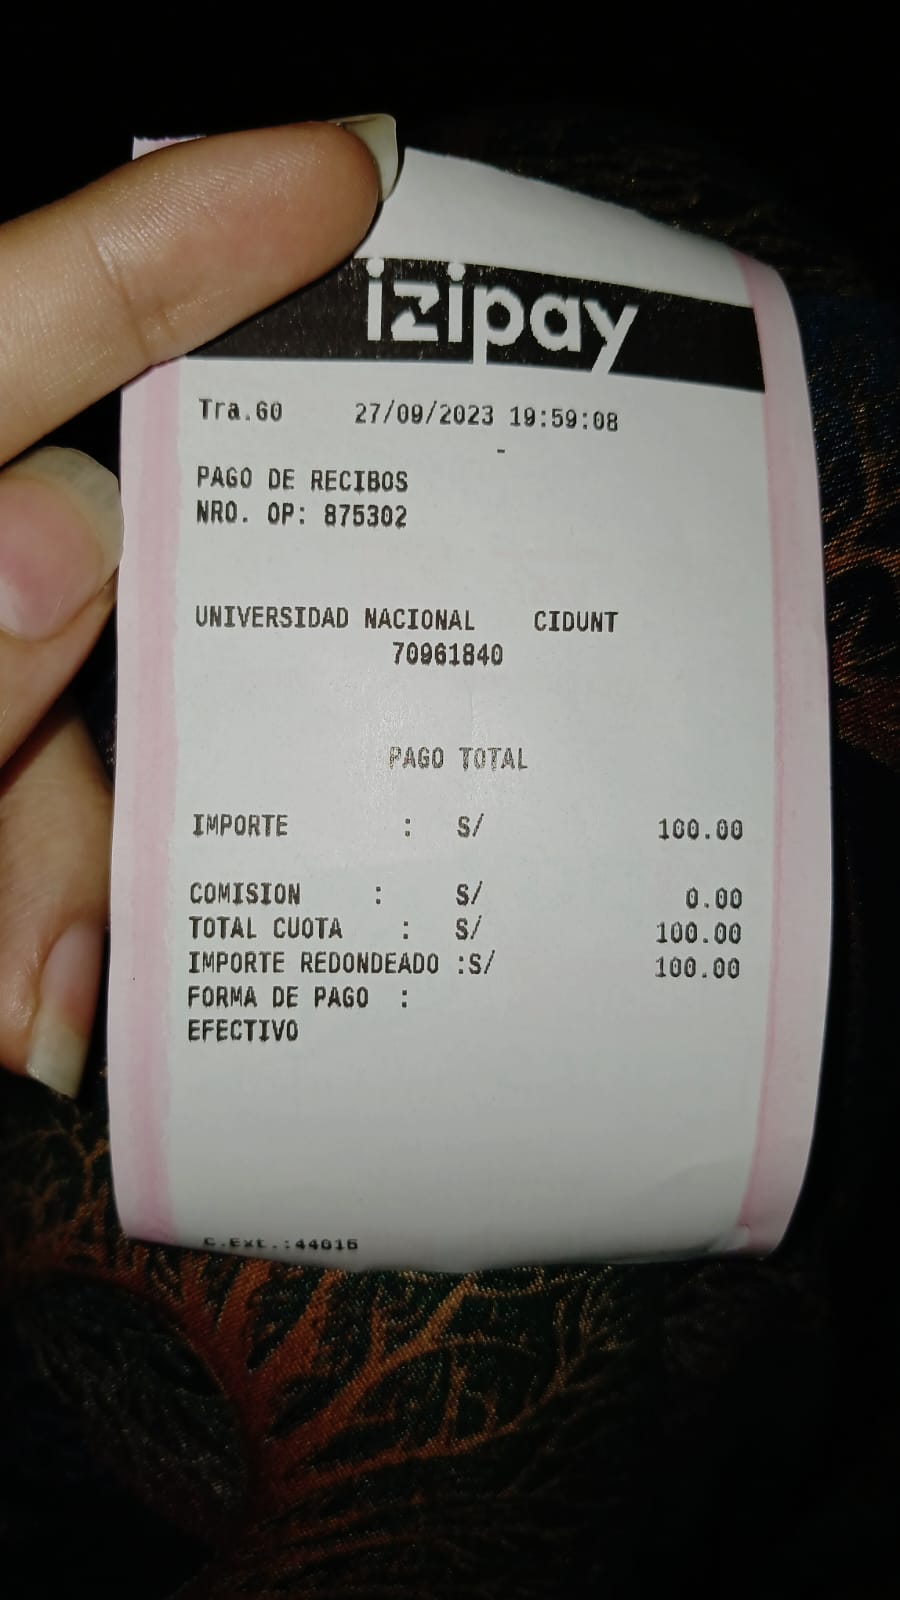 izipay
Tra.60 27/09/2023 19:59:08
-
PAGO DE RECIBOS
NRO. OP: 875302
UNIVERSIDAD NACIONAL CIDUNT
70961840
PAGO TOTAL
IMPORTE : S/ 100.00
COMISION : S/ 0.00
TOTAL CUOTA : S/ 100.00
IMPORTE REDONDEADO :S/ 100.00
FORMA DE PAGO :
EFECTIVO
C.Ext.:44015